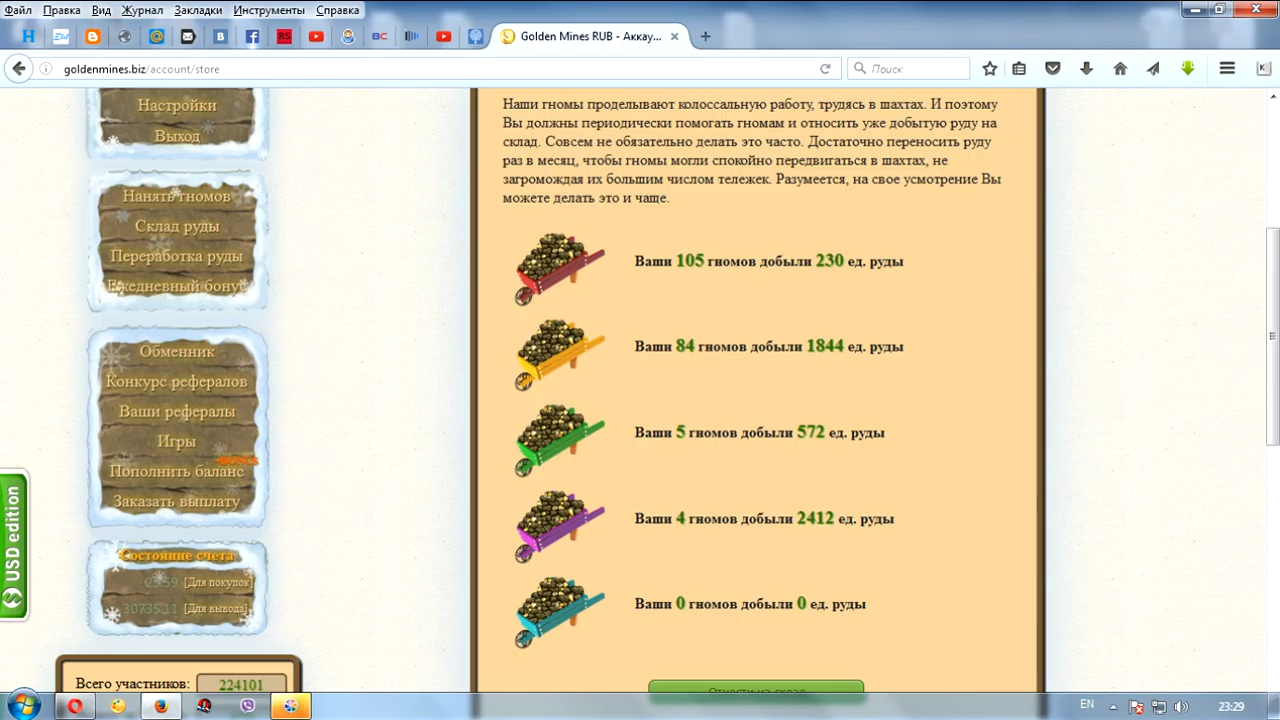 Файл Правка Вид Журнал Закладки Инструменты Справка
Golden Mines RUB - Аккау...
goldenmines.biz/account/store
Поиск
Настройки
Выход
Нанять гномов
Склад руды
Переработка руды
Ежедневный бонус
Обменник
Конкурс рефералов
Ваши рефералы
Игры
Пополнить баланс
Заказать выплату
Состояние счета
[Для покупок]
30735.11 [Для вывода]
Всего участников: 224101
USD edition
Наши гномы проделывают колоссальную работу, трудясь в шахтах. И поэтому
Вы должны периодически помогать гномам и относить уже добытую руду на
склад. Совсем не обязательно делать это часто. Достаточно переносить руду
раз в месяц, чтобы гномы могли спокойно передвигаться в шахтах, не
загромождая их большим числом тележек. Разумеется, на свое усмотрение Вы
можете делать это и чаще.
Ваши 105 гномов добыли 230 ед. руды
Ваши 84 гномов добыли 1844 ед. руды
Ваши 5 гномов добыли 572 ед. руды
Ваши 4 гномов добыли 2412 ед. руды
Ваши 0 гномов добыли 0 ед. руды
Отнести на склад
EN
23:29